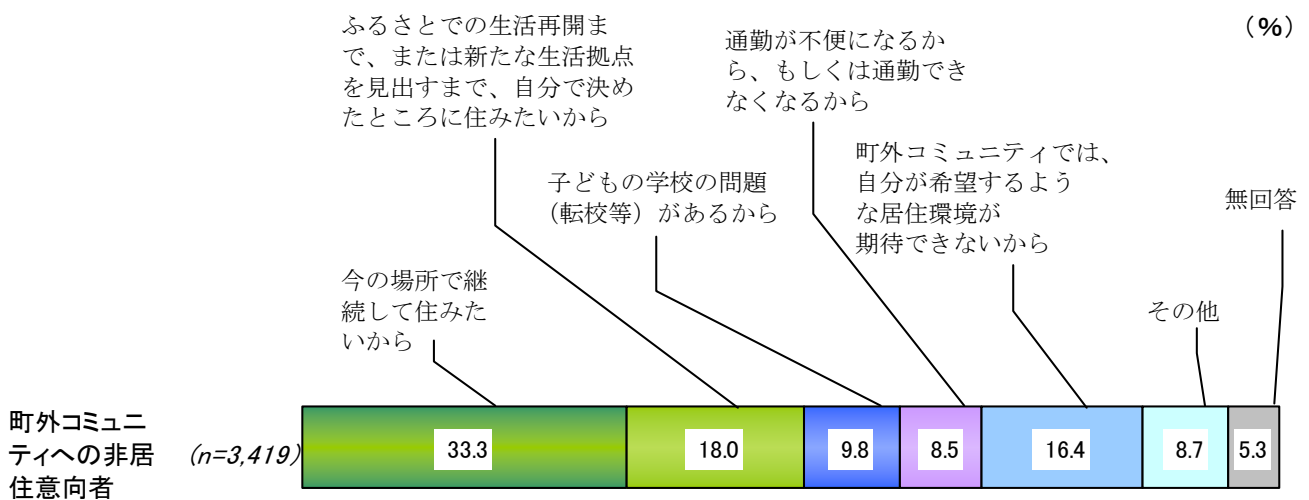 ふるさとでの生活再開ま
で、または新たな生活拠点
を見出すまで、自分で決め
たところに住みたいから
通勤が不便になるか
ら、もしくは通勤でき
なくなるから
（%）
子どもの学校の問題
（転校等）があるから
町外コミュニティでは、
自分が希望するよう
な居住環境が
期待できないから
無回答
今の場所で継
続して住みた
いから
その他
町外コミュニ
ティへの非居
住意向者
(n=3,419)
33.3
18.0
9.8
8.5
16.4
8.7
5.3